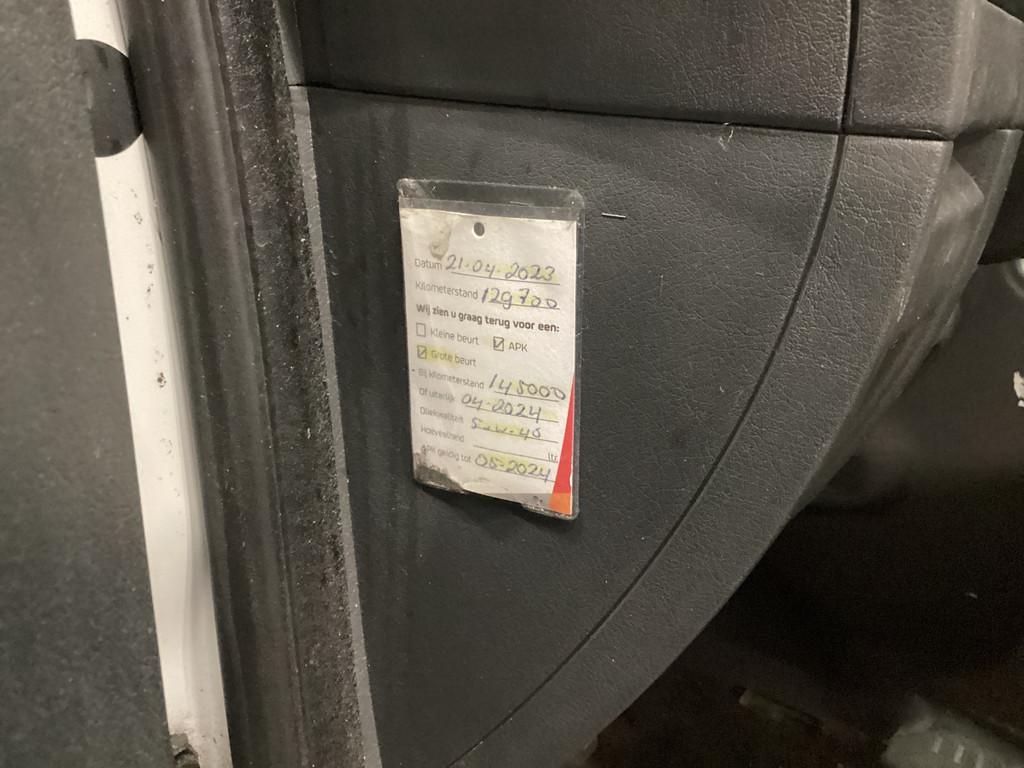 Datum 21-04-2023
Kilometerstand 129700
Wij zien u graag terug voor een:
Kleine beurt APK
Grote beurt
Bij kilometerstand 145000
Of uiterlijk 04-2024
Oliekwaliteit 5-W-40
Hoeveelheid ltr
APK geldig tot 05-2024